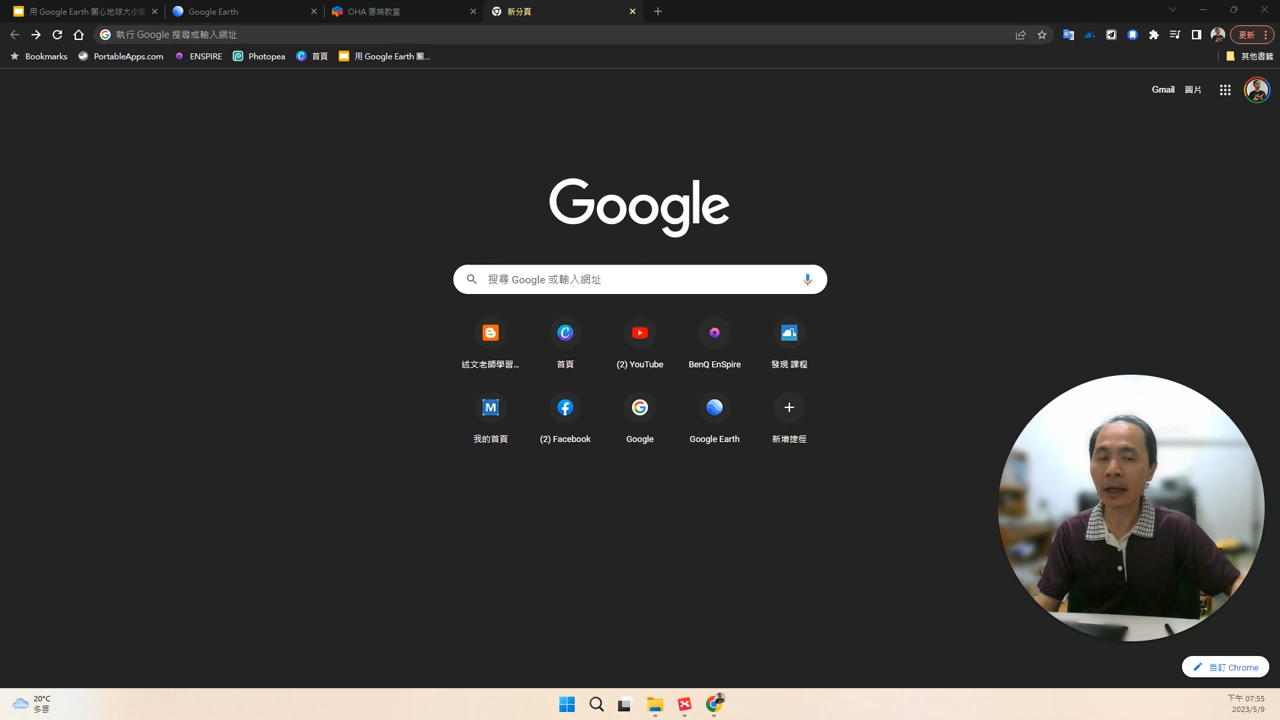 用 Google Earth 關心地球大小事
Google Earth
OHA 雲端教室
新分頁
執行 Google 搜尋或輸入網址
更新
Bookmarks
PortableApps.com
ENSPIRE
Photopea
首頁
用 Google Earth 關...
其他書籤
Gmail
圖片
Google
搜尋 Google 或輸入網址
述文老師學習...
首頁
(2) YouTube
BenQ EnSpire
發現 課程
我的首頁
(2) Facebook
Google
Google Earth
新增捷徑
自訂 Chrome
20°C
多雲
下午 07:55
2023/5/9